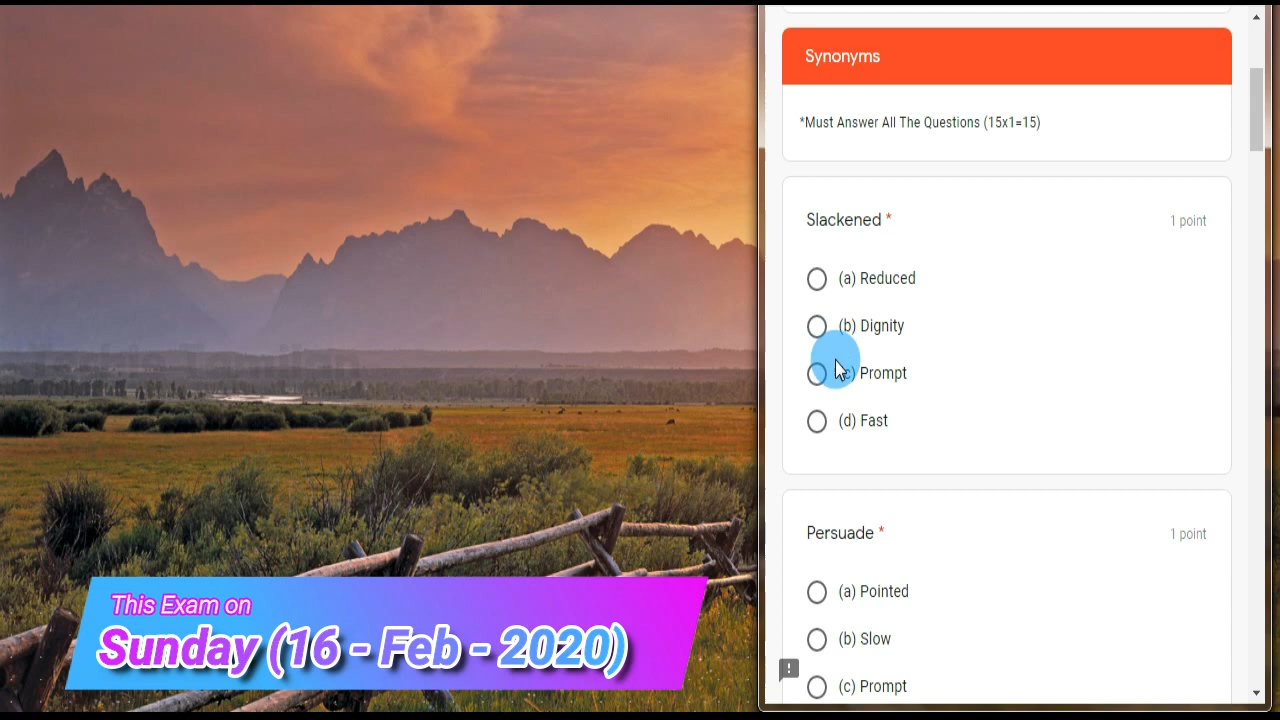 Synonyms
*Must Answer All The Questions (15x1=15)
Slackened *
1 point
(a) Reduced
(b) Dignity
(c) Prompt
(d) Fast
Persuade *
1 point
(a) Pointed
(b) Slow
(c) Prompt
This Exam on
Sunday (16 - Feb - 2020)